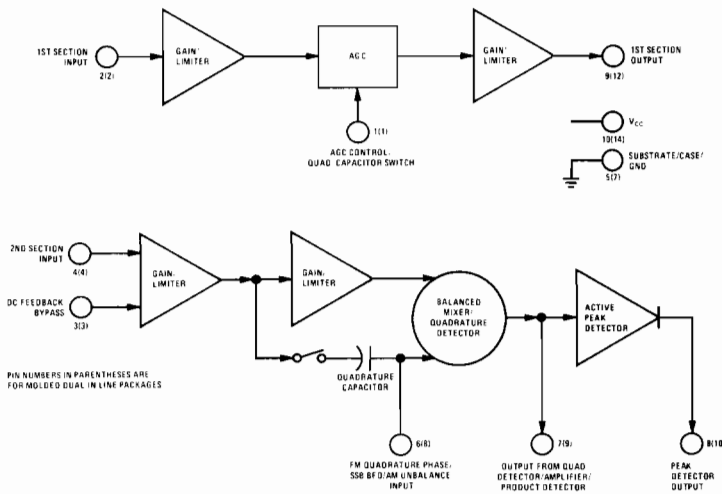 1ST SECTION
INPUT
2(2)
GAIN/
LIMITER
AGC
GAIN/
LIMITER
1ST SECTION
OUTPUT
9(12)
1(1)
AGC CONTROL,
QUAD CAPACITOR SWITCH
VCC
10(14)
SUBSTRATE/CASE/
GND
5(7)
2ND SECTION
INPUT
4(4)
DC FEEDBACK
BYPASS
3(3)
GAIN,
LIMITER
GAIN,
LIMITER
BALANCED
MIXER/
QUADRATURE
DETECTOR
ACTIVE
PEAK
DETECTOR
QUADRATURE
CAPACITOR
PIN NUMBERS IN PARENTHESES ARE
FOR MOLDED DUAL IN LINE PACKAGES
6(8)
FM QUADRATURE PHASE,
SSB BFO/AM UNBALANCE
INPUT
7(9)
OUTPUT FROM QUAD
DETECTOR/AMPLIFIER/
PRODUCT DETECTOR
8(10)
PEAK
DETECTOR
OUTPUT